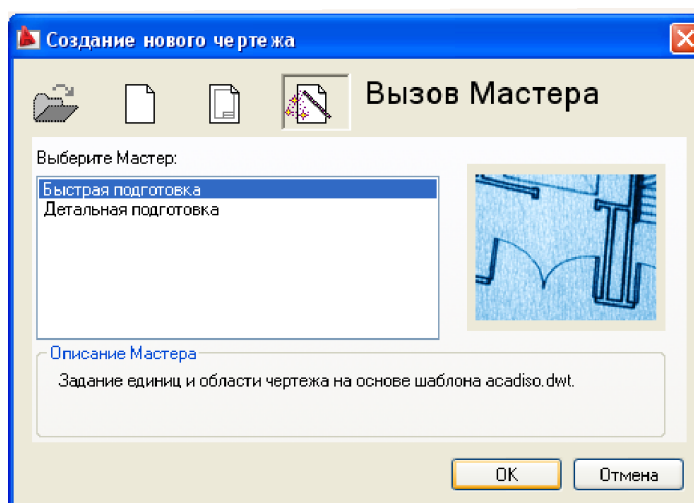 Создание нового чертежа
Вызов Мастера
Выберите Мастер:
Быстрая подготовка
Детальная подготовка
Описание Мастера
Задание единиц и области чертежа на основе шаблона acadiso.dwt.
OK
Отмена